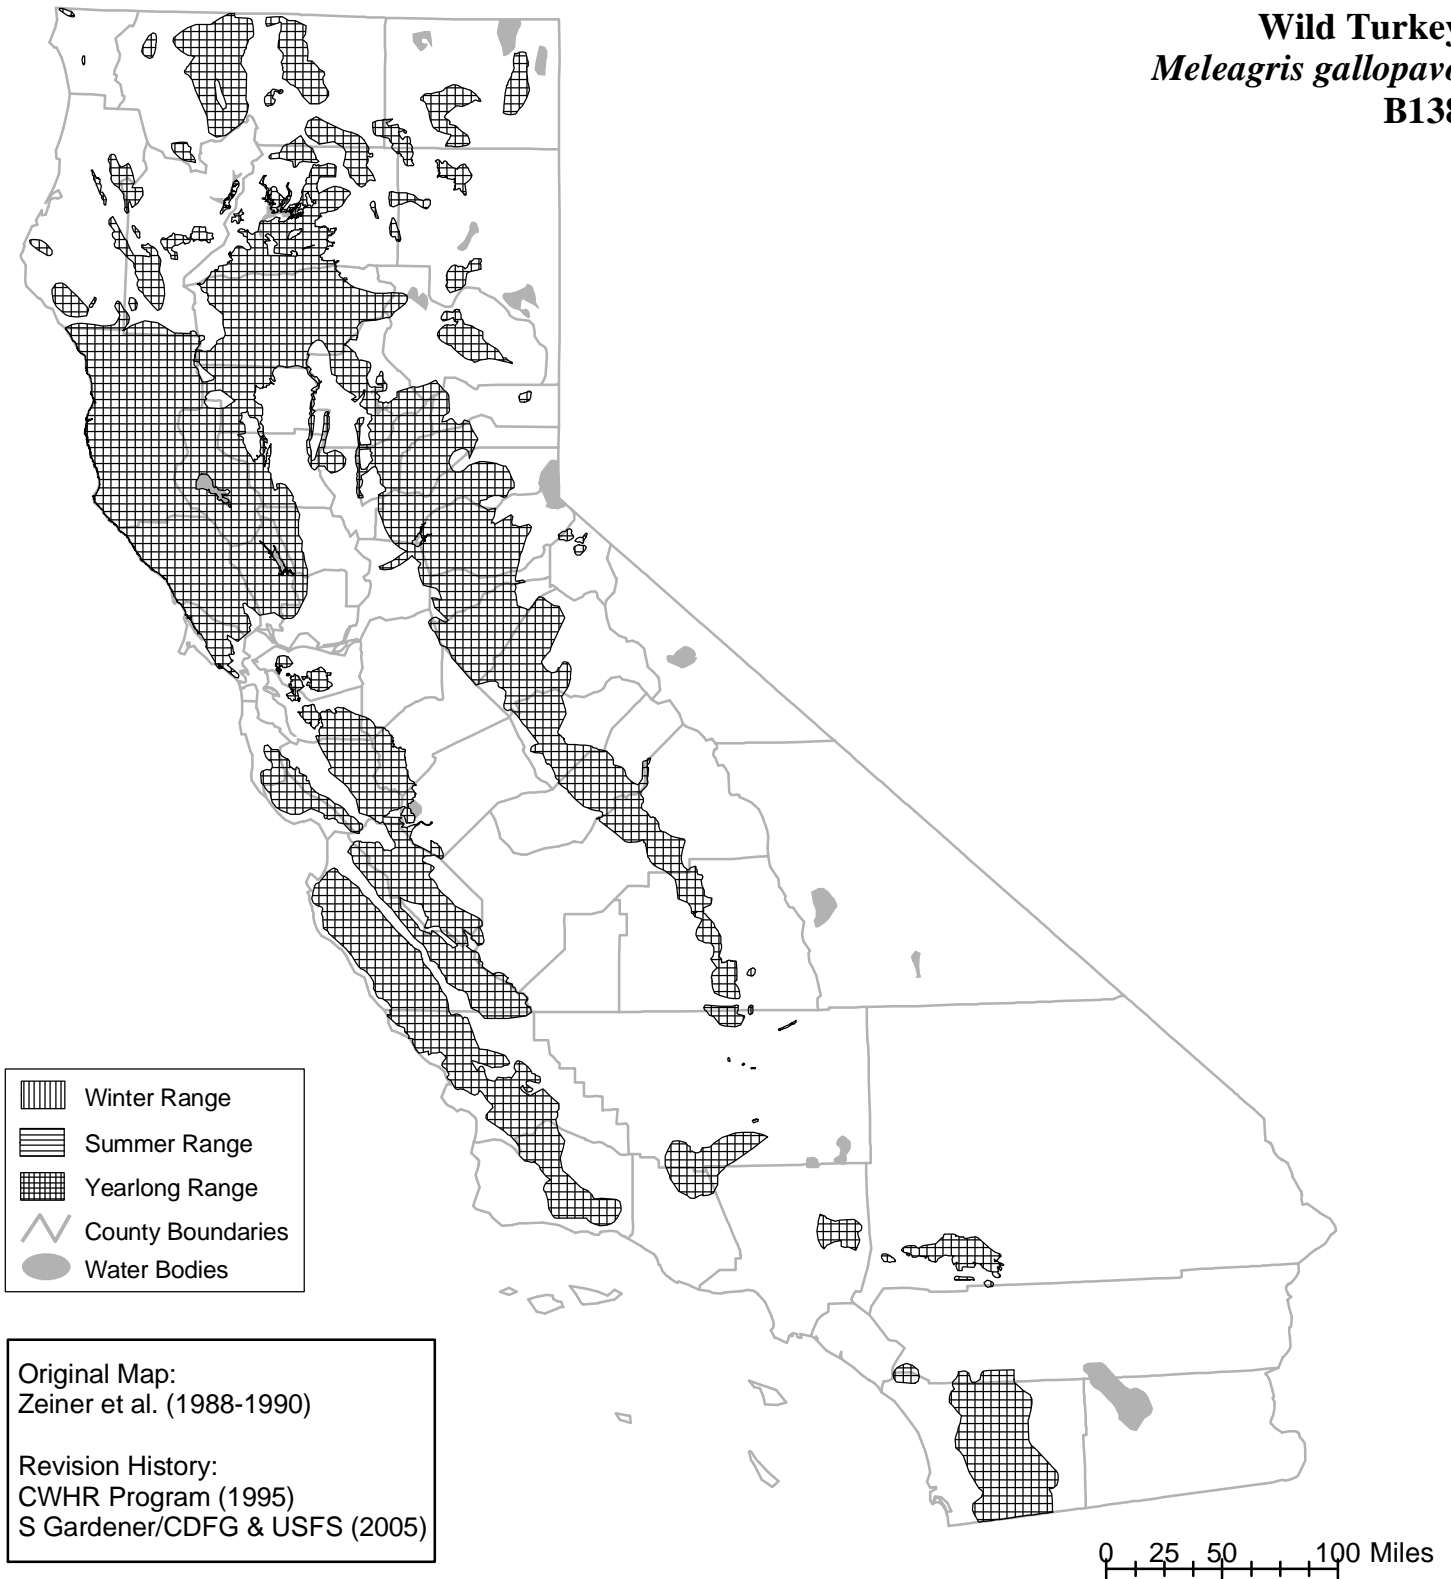 Wild Turkey
Meleagris gallopavo
B138
Winter Range
Summer Range
Yearlong Range
County Boundaries
Water Bodies
Original Map:
Zeiner et al. (1988-1990)
Revision History:
CWHR Program (1995)
S Gardener/CDFG & USFS (2005)
0 25 50 100 Miles